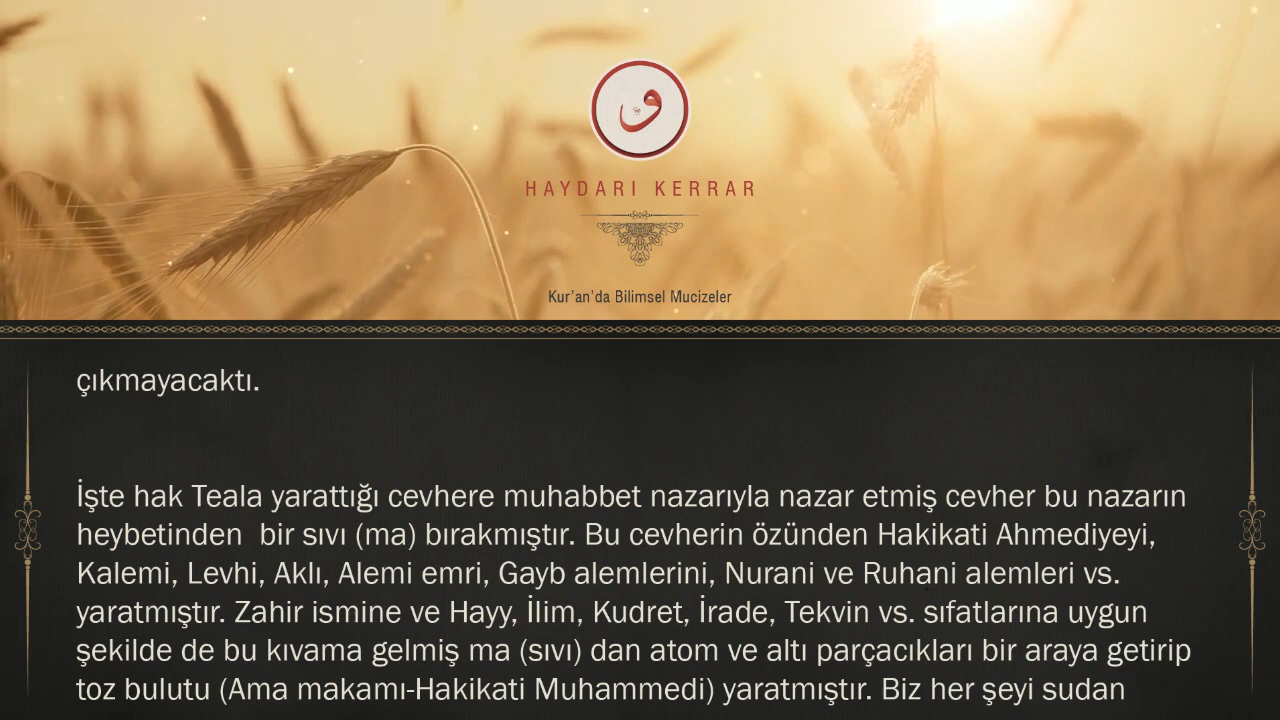 و
HAYDARI KERRAR
Kur'an'da Bilimsel Mucizeler
çıkmayacaktı.
İşte hak Teala yarattığı cevhere muhabbet nazarıyla nazar etmiş cevher bu nazarın
heybetinden  bir sıvı (ma) bırakmıştır. Bu cevherin özünden Hakikati Ahmediyeyi,
Kalemi, Levhi, Aklı, Alemi emri, Gayb alemlerini, Nurani ve Ruhani alemleri vs.
yaratmıştır. Zahir ismine ve Hayy, İlim, Kudret, İrade, Tekvin vs. sıfatlarına uygun
şekilde de bu kıvama gelmiş ma (sıvı) dan atom ve altı parçacıkları bir araya getirip
toz bulutu (Ama makamı-Hakikati Muhammedi) yaratmıştır. Biz her şeyi sudan